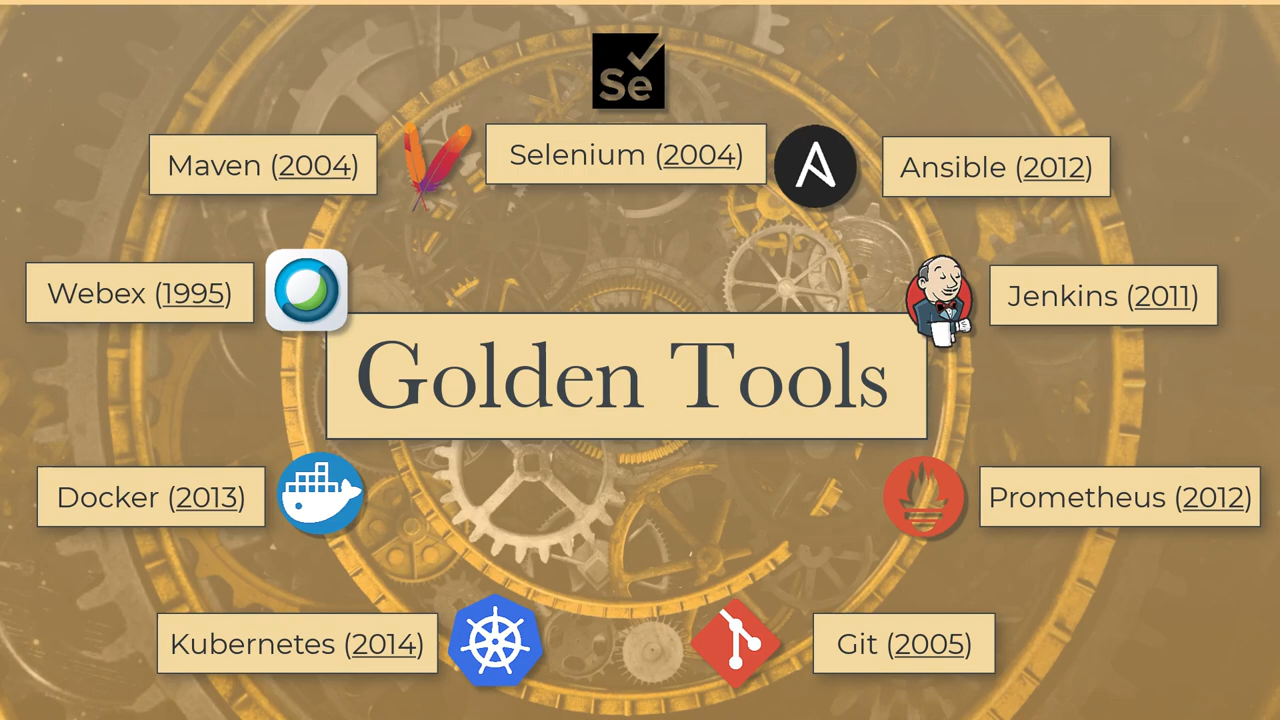 Se
Maven (2004)
Selenium (2004)
Ansible (2012)
Webex (1995)
Jenkins (2011)
Golden Tools
Docker (2013)
Prometheus (2012)
Kubernetes (2014)
Git (2005)